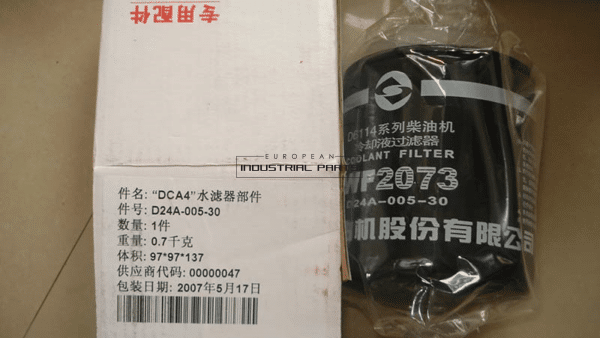 专用配件
件名: “DCA4”水滤器部件
件号: D24A-005-30
数量: 1件
重量: 0.7千克
体积: 97*97*137
供应商代码: 00000047
包装日期: 2007年5月17日
D6114系列柴油机
冷却液过滤器
COOLANT FILTER
WF2073
D24A-005-30
机股份有限公司
EUROPEAN
INDUSTRIAL PARTS